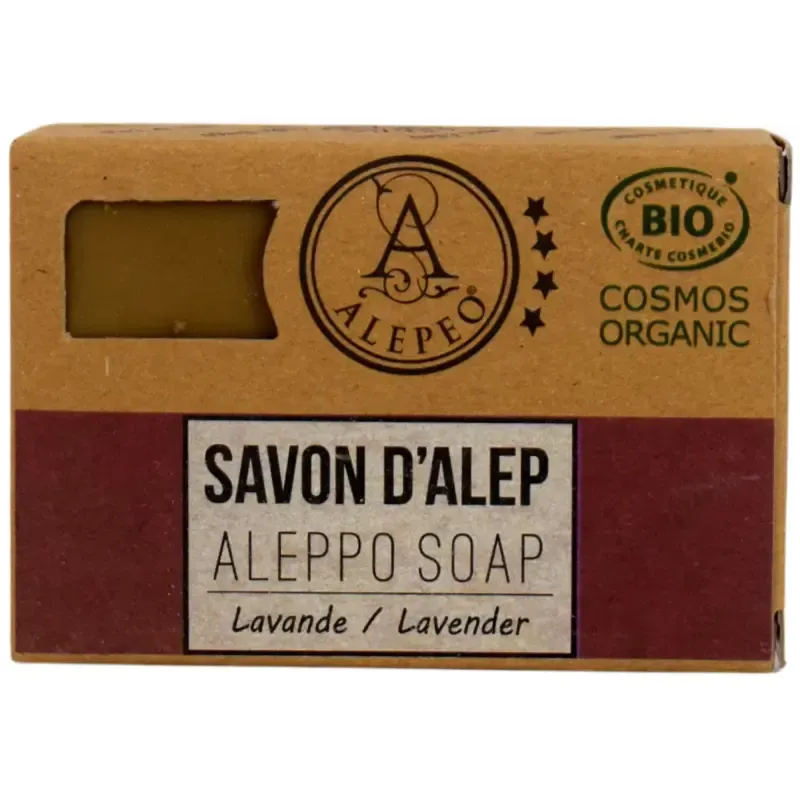 A
ALEPEO®
COSMETIQUE
BIO
CHARTE COSMEBIO
COSMOS
ORGANIC
SAVON D'ALEP
ALEPPO SOAP
Lavande / Lavender